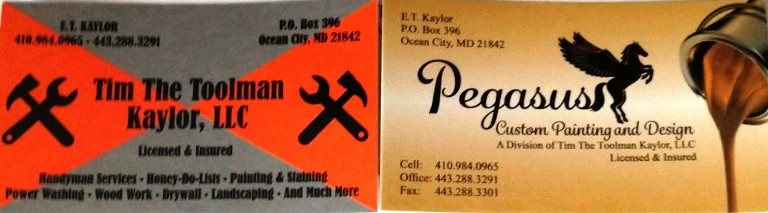 E.T. KAYLOR
410.984.0965 - 443.288.3291
P.O. Box 396
Ocean City, MD 21842
Tim The Toolman
Kaylor, LLC
Licensed & Insured
Handyman Services - Honey-Do-Lists - Painting & Staining
Power Washing - Wood Work - Drywall - Landscaping - And Much More
E.T. Kaylor
P.O. Box 396
Ocean City, MD 21842
Pegasus
Custom Painting and Design
A Division of Tim The Toolman Kaylor, LLC
Licensed & Insured
Cell: 410.984.0965
Office: 443.288.3291
Fax: 443.288.3301